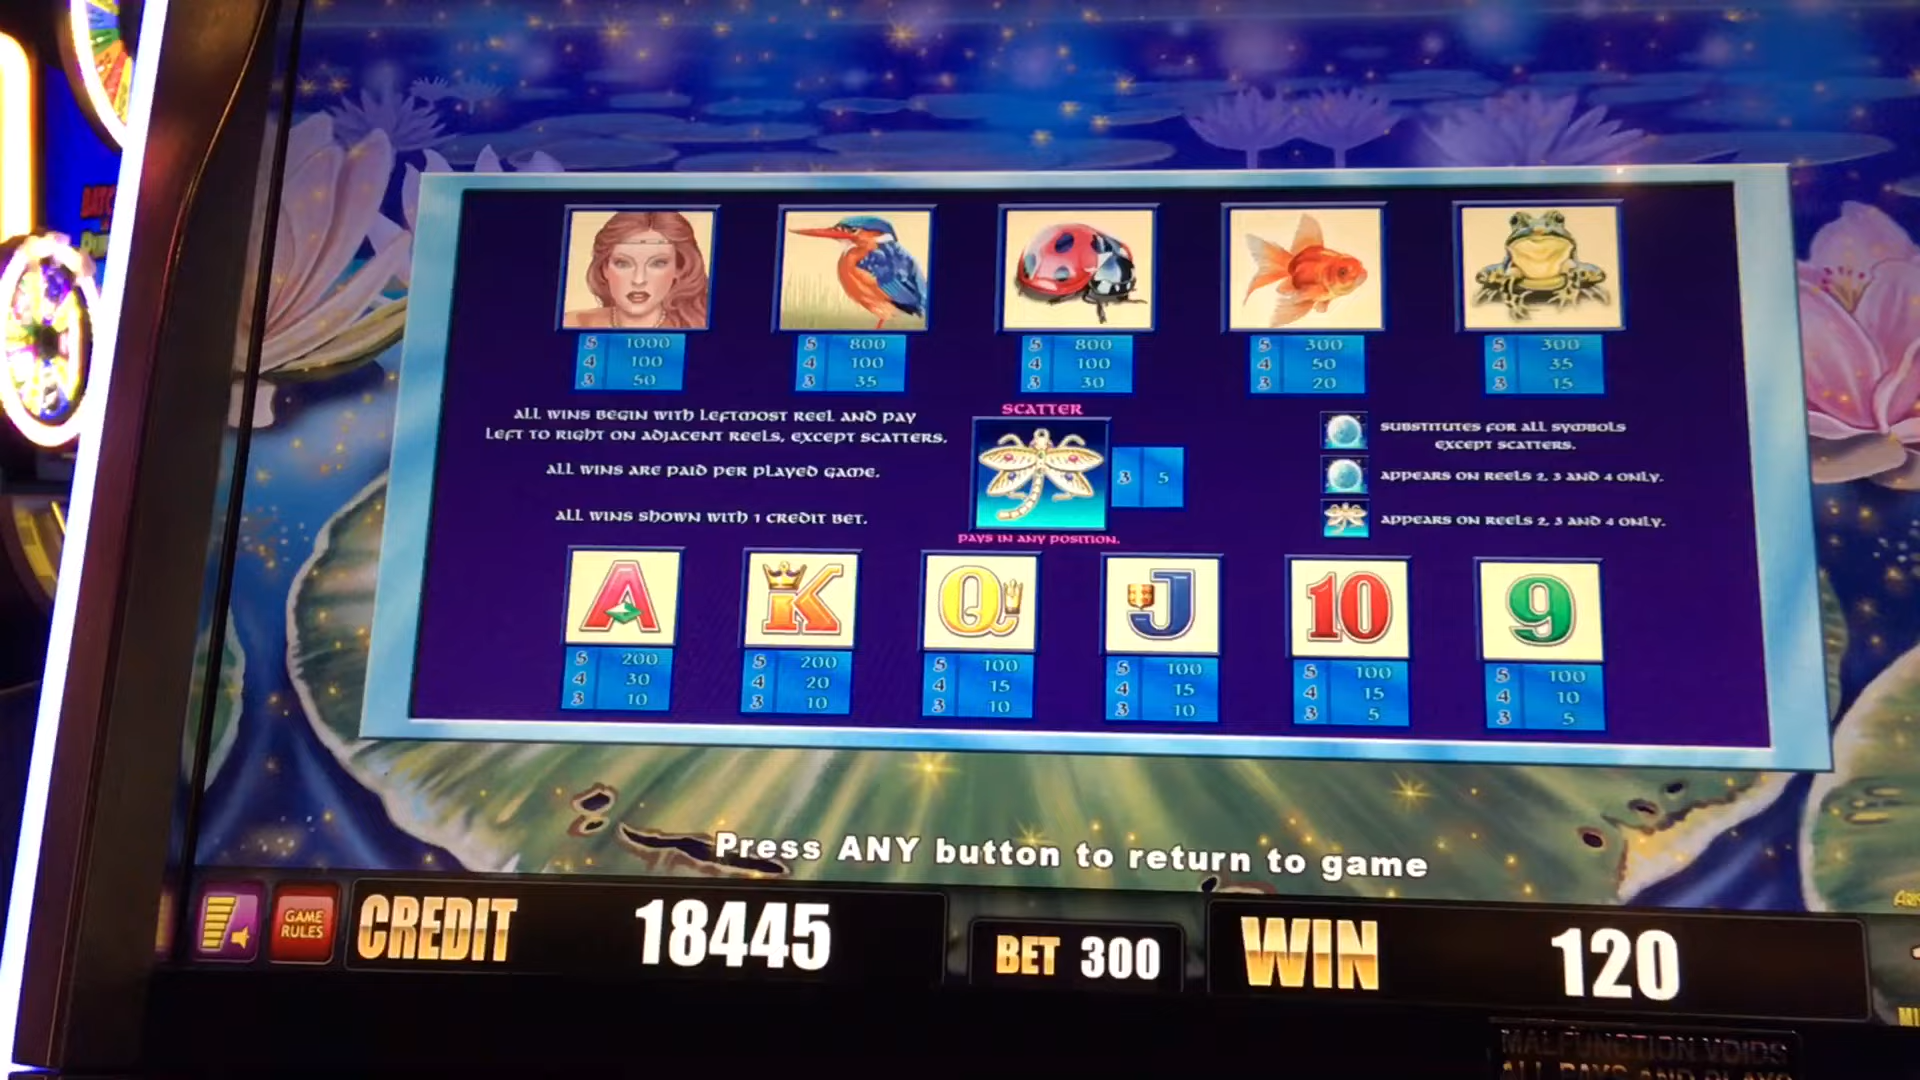 5 1000
4 100
3 50
5 800
4 100
3 35
5 800
4 100
3 30
5 300
4 50
3 20
5 300
4 35
3 15
ALL WINS BEGIN WITH LEFTMOST REEL AND PAY
LEFT TO RIGHT ON ADJACENT REELS, EXCEPT SCATTERS.
ALL WINS ARE PAID PER PLAYED GAME.
ALL WINS SHOWN WITH 1 CREDIT BET.
SCATTER
3 5
PAYS IN ANY POSITION.
SUBSTITUTES FOR ALL SYMBOLS
EXCEPT SCATTERS.
APPEARS ON REELS 2, 3 AND 4 ONLY.
APPEARS ON REELS 2, 3 AND 4 ONLY.
A
5 200
4 30
3 10
K
5 200
4 20
3 10
Q
5 100
4 15
3 10
J
5 100
4 15
3 10
10
5 100
4 15
3 5
9
5 100
4 10
3 5
Press ANY button to return to game
GAME
RULES
CREDIT 18445
BET 300
WIN 120
MALFUNCTION VOIDS
ALL PAYS AND PLAYS